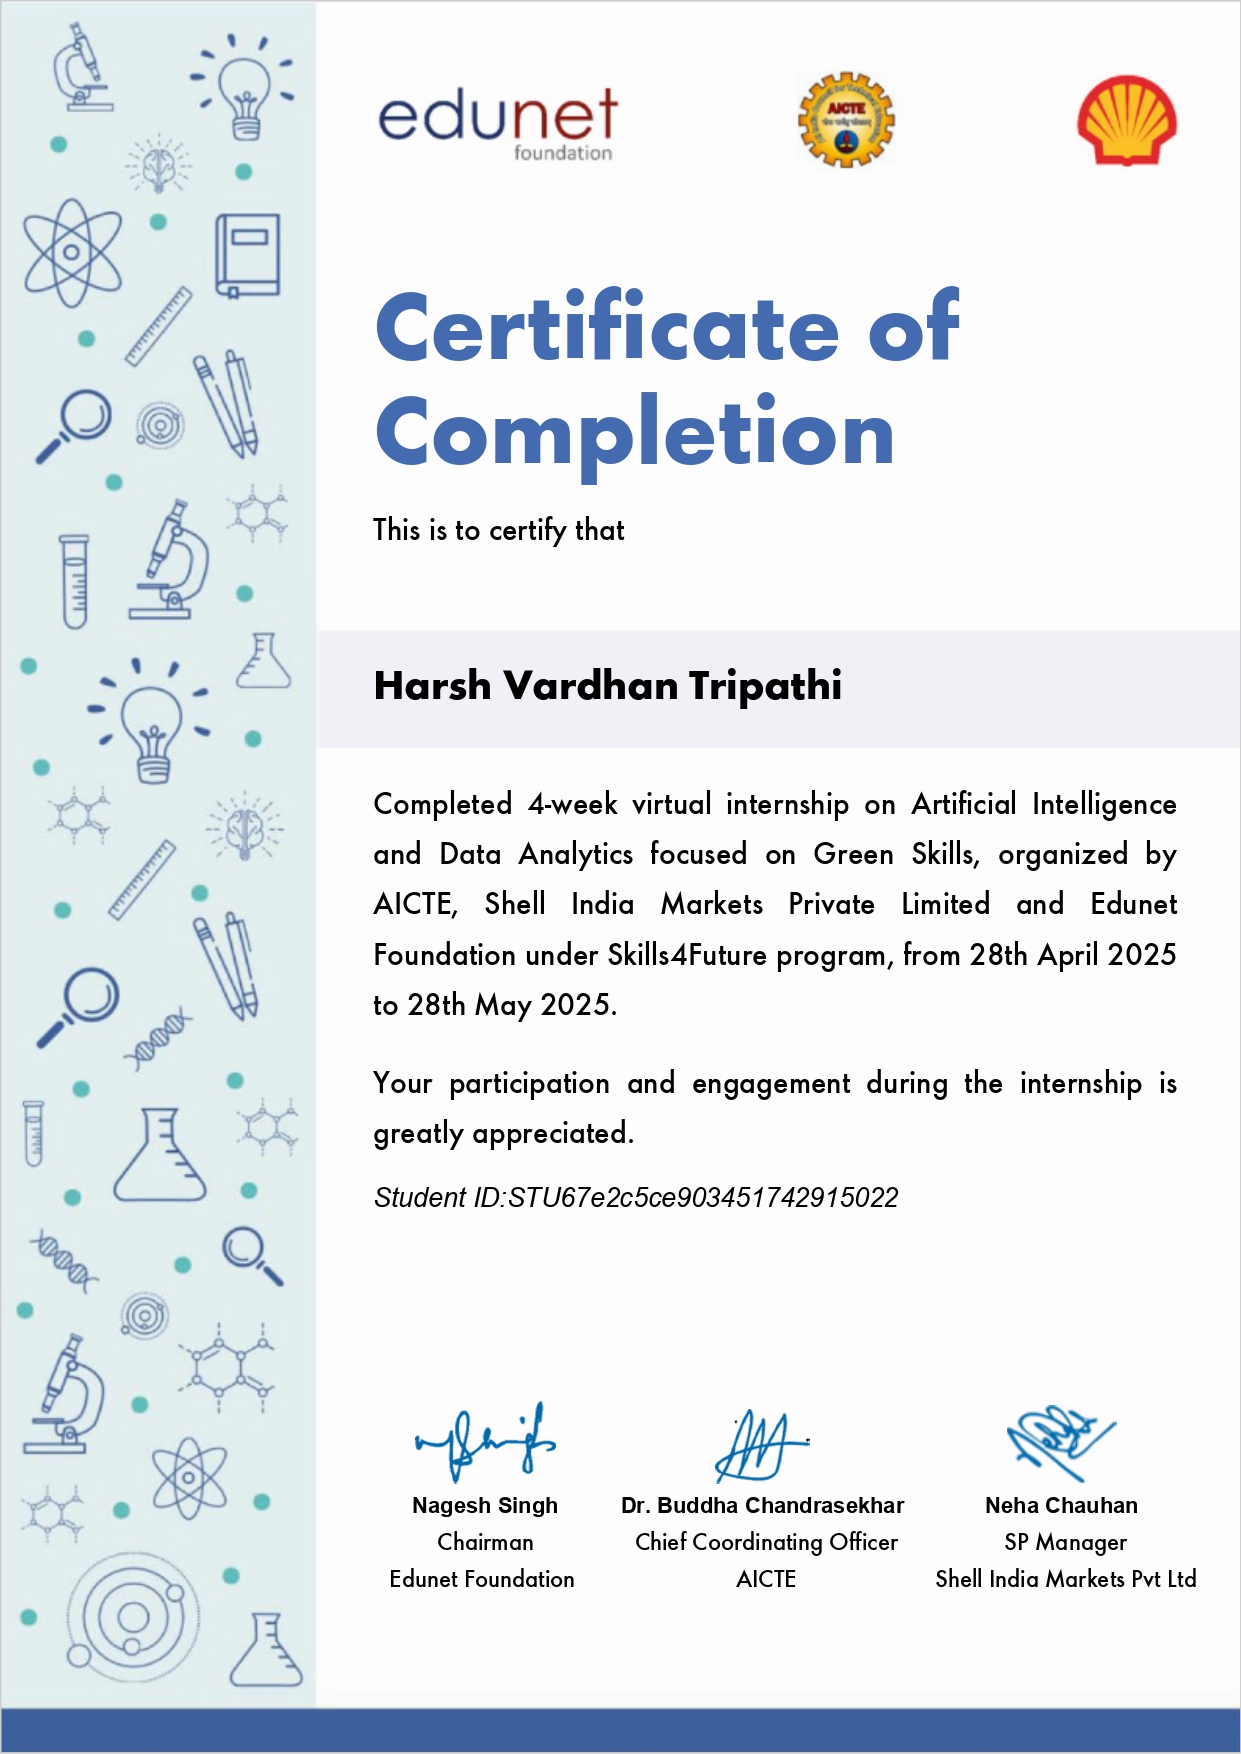 edunet
foundation
AICTE
Certificate of
Completion
This is to certify that
Harsh Vardhan Tripathi
Completed 4-week virtual internship on Artificial Intelligence
and Data Analytics focused on Green Skills, organized by
AICTE, Shell India Markets Private Limited and Edunet
Foundation under Skills4Future program, from 28th April 2025
to 28th May 2025.
Your participation and engagement during the internship is
greatly appreciated.
Student ID:STU67e2c5ce903451742915022
Nagesh Singh
Chairman
Edunet Foundation
Dr. Buddha Chandrasekhar
Chief Coordinating Officer
AICTE
Neha Chauhan
SP Manager
Shell India Markets Pvt Ltd